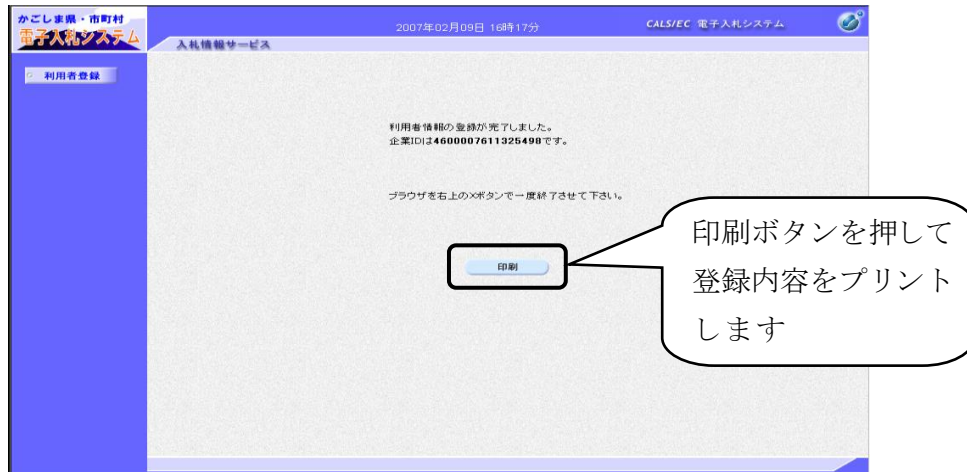 かごしま県・市町村
電子入札システム
2007年02月09日 16時17分
CALS/EC 電子入札システム
入札情報サービス
利用者登録
利用者情報の登録が完了しました。
企業IDは4600007611325498です。
ブラウザを右上の×ボタンで一度終了させて下さい。
印刷
印刷ボタンを押して
登録内容をプリント
します